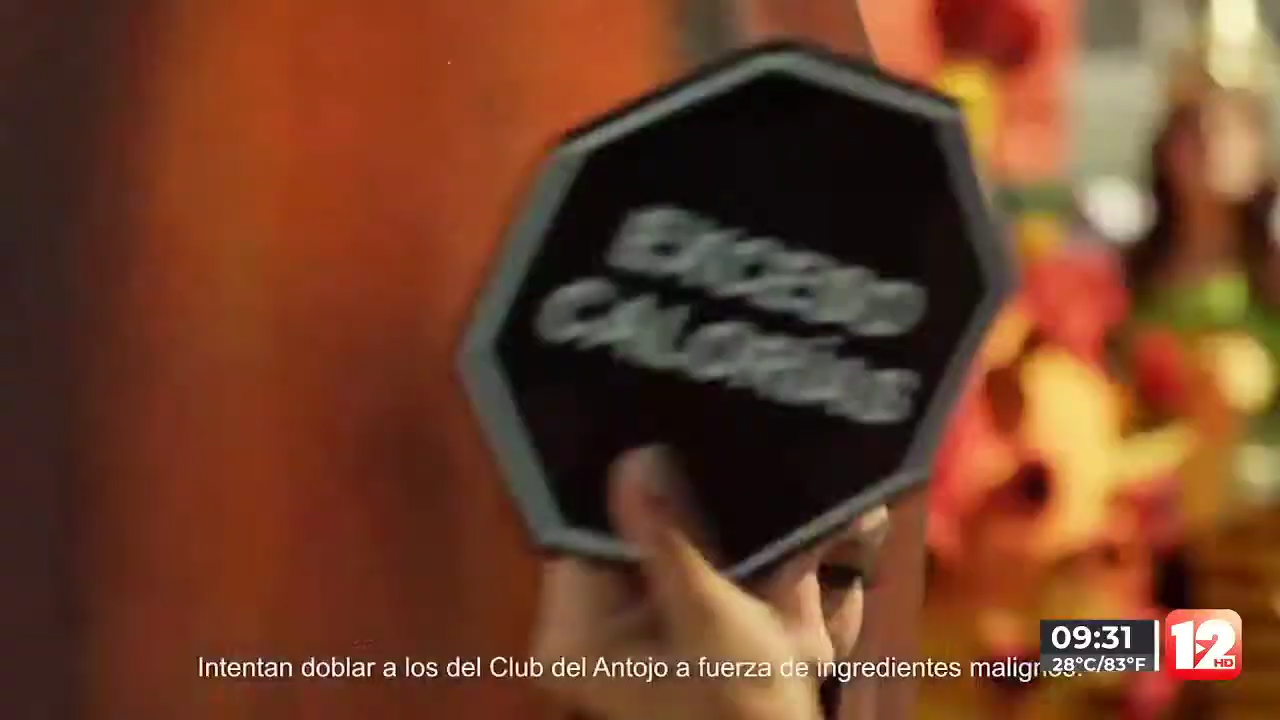 EXCESO
CALORÍAS
Intentan doblar a los del Club del Antojo a fuerza de ingredientes malignos.
09:31
28°C/83°F
12
HD